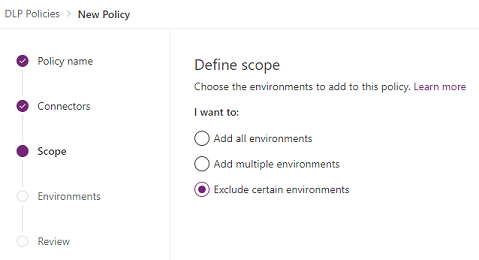 DLP Policies > New Policy
Policy name
Connectors
Scope
Environments
Review
Define scope
Choose the environments to add to this policy. Learn more
I want to:
Add all environments
Add multiple environments
Exclude certain environments